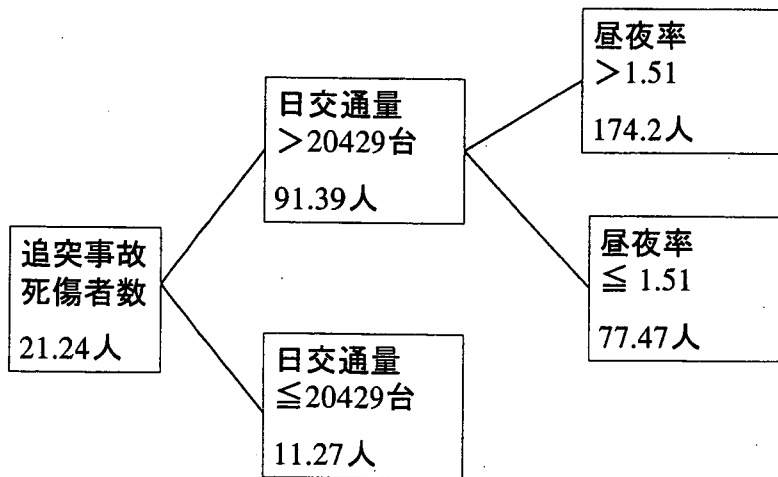 追突事故
死傷者数
21.24人
日交通量
＞20429台
91.39人
日交通量
≦20429台
11.27人
昼夜率
＞1.51
174.2人
昼夜率
≦ 1.51
77.47人